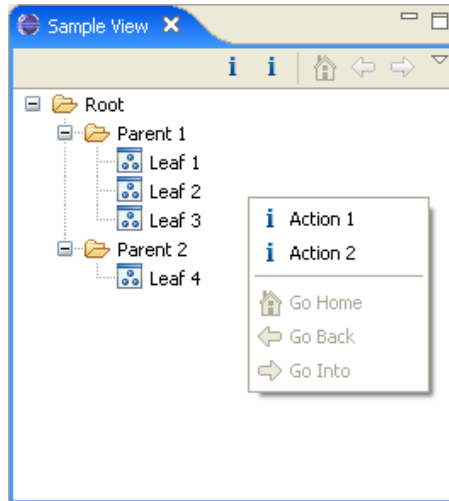 Sample View
Root
Parent 1
Leaf 1
Leaf 2
Leaf 3
Parent 2
Leaf 4
Action 1
Action 2
Go Home
Go Back
Go Into